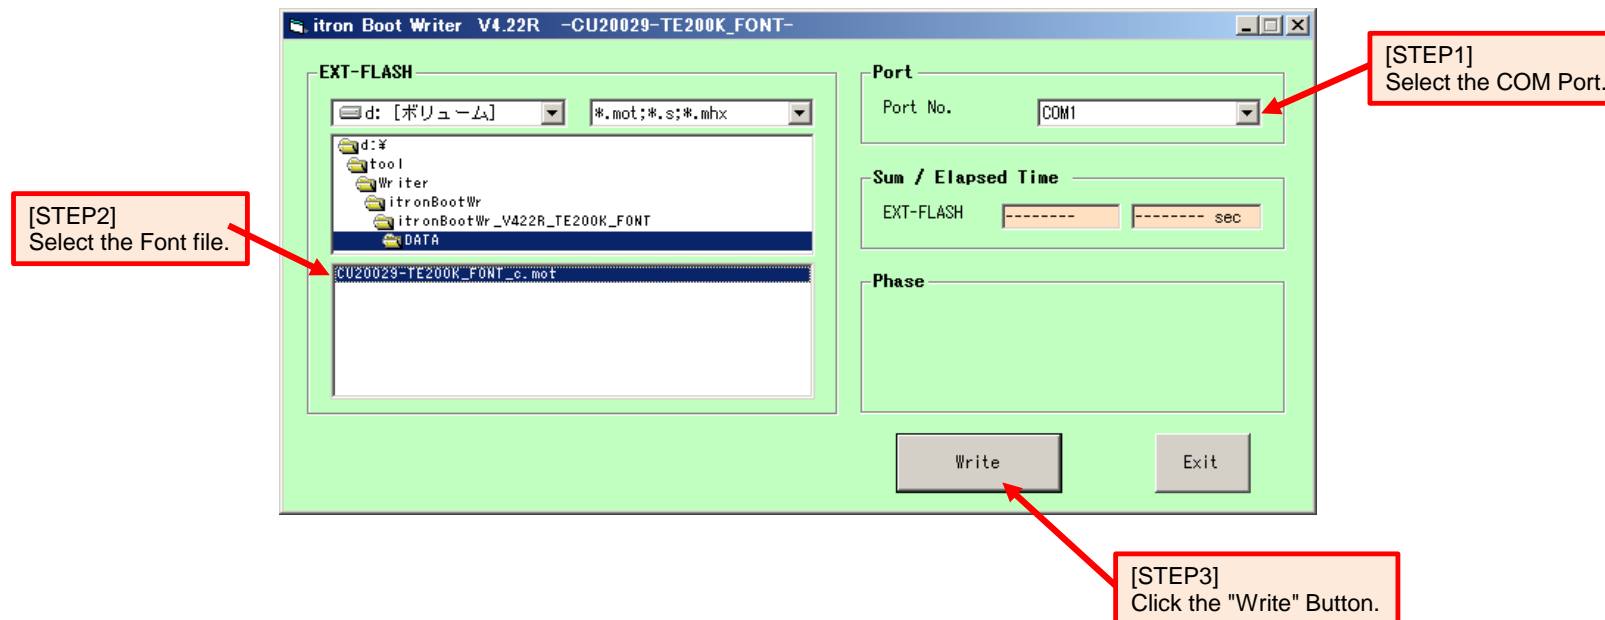 itron Boot Writer V4.22R -CU20029-TE200K_FONT-
EXT-FLASH
d: [ボリューム]
*.mot;*.s;*.mhx
d:¥
tool
Writer
itronBootWr
itronBootWr_V422R_TE200K_FONT
DATA
CU20029-TE200K_FONT_c.mot
Port
Port No.
COM1
Sum / Elapsed Time
EXT-FLASH
--------
-------- sec
Phase
Write
Exit
[STEP1]
Select the COM Port.
[STEP2]
Select the Font file.
[STEP3]
Click the "Write" Button.